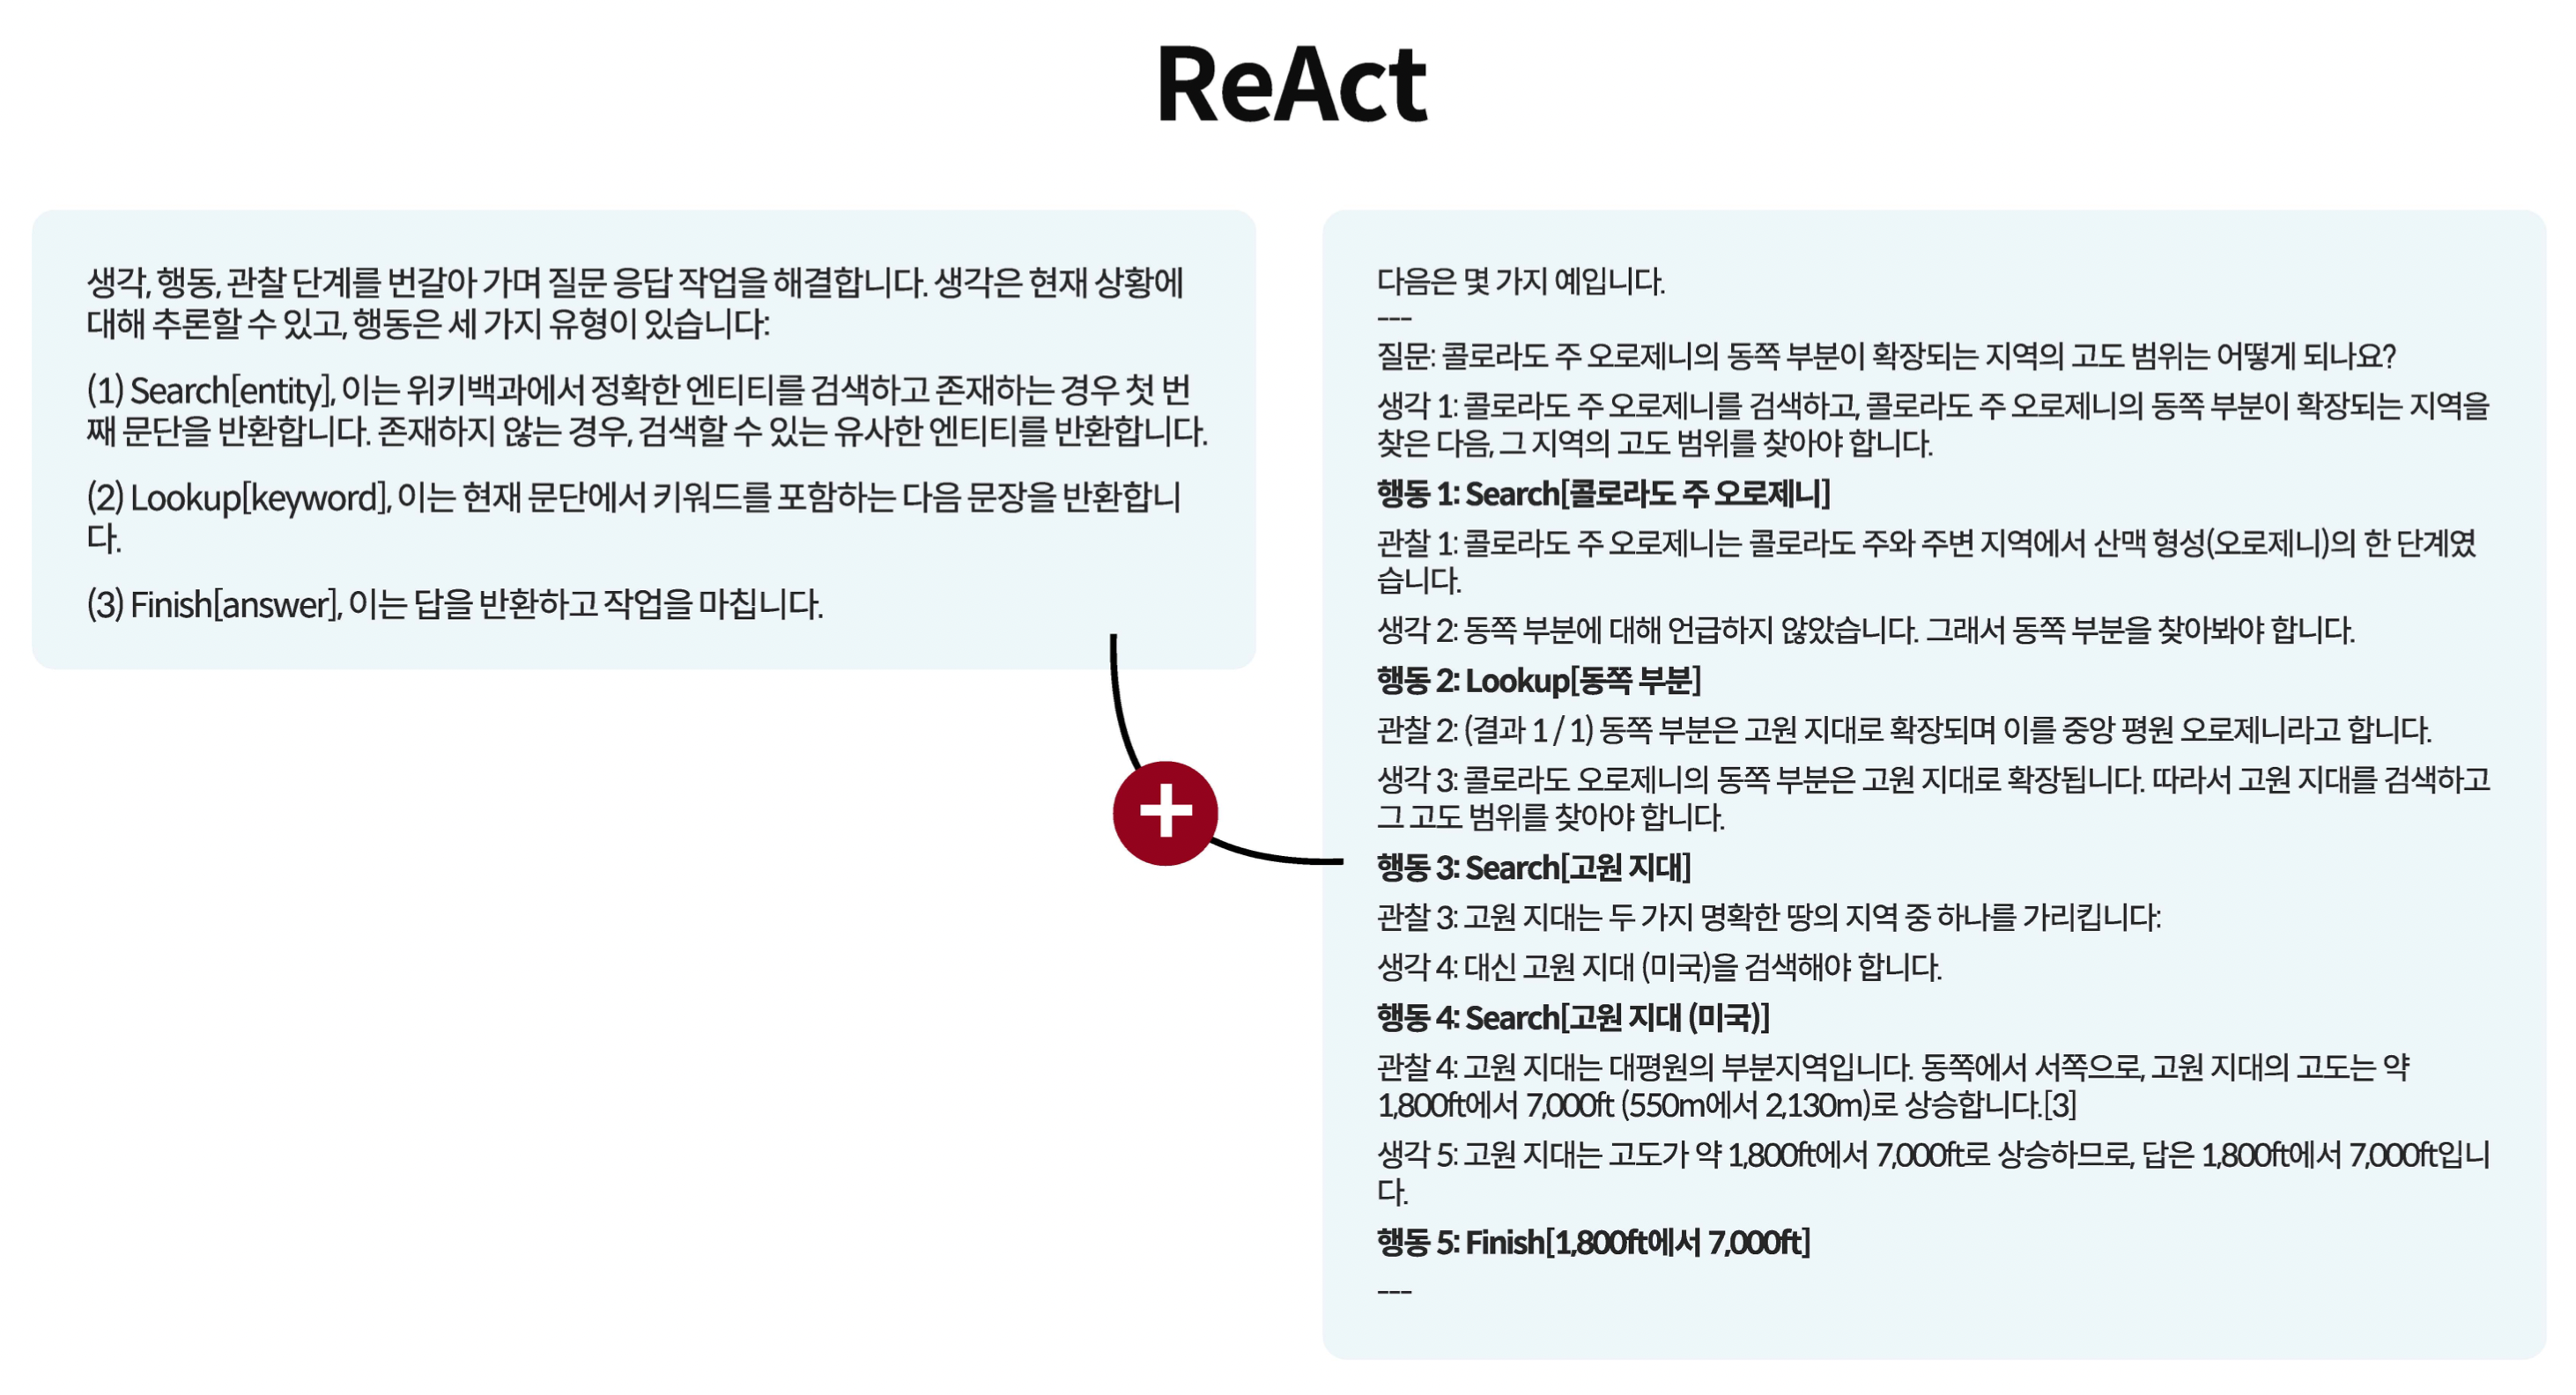 ReAct
생각, 행동, 관찰 단계를 번갈아 가며 질문 응답 작업을 해결합니다. 생각은 현재 상황에
대해 추론할 수 있고, 행동은 세 가지 유형이 있습니다:
(1) Search[entity], 이는 위키백과에서 정확한 엔티티를 검색하고 존재하는 경우 첫 번
째 문단을 반환합니다. 존재하지 않는 경우, 검색할 수 있는 유사한 엔티티를 반환합니다.
(2) Lookup[keyword], 이는 현재 문단에서 키워드를 포함하는 다음 문장을 반환합니
다.
(3) Finish[answer], 이는 답을 반환하고 작업을 마칩니다.
다음은 몇 가지 예입니다.
---
질문: 콜로라도 주 오로제니의 동쪽 부분이 확장되는 지역의 고도 범위는 어떻게 되나요?
생각 1: 콜로라도 주 오로제니를 검색하고, 콜로라도 주 오로제니의 동쪽 부분이 확장되는 지역을
찾은 다음, 그 지역의 고도 범위를 찾아야 합니다.
행동 1: Search[콜로라도 주 오로제니]
관찰 1: 콜로라도 주 오로제니는 콜로라도 주와 주변 지역에서 산맥 형성(오로제니)의 한 단계였
습니다.
생각 2: 동쪽 부분에 대해 언급하지 않았습니다. 그래서 동쪽 부분을 찾아봐야 합니다.
행동 2: Lookup[동쪽 부분]
관찰 2: (결과 1 / 1) 동쪽 부분은 고원 지대로 확장되며 이를 중앙 평원 오로제니라고 합니다.
생각 3: 콜로라도 오로제니의 동쪽 부분은 고원 지대로 확장됩니다. 따라서 고원 지대를 검색하고
그 고도 범위를 찾아야 합니다.
행동 3: Search[고원 지대]
관찰 3: 고원 지대는 두 가지 명확한 땅의 지역 중 하나를 가리킵니다:
생각 4: 대신 고원 지대 (미국)을 검색해야 합니다.
행동 4: Search[고원 지대 (미국)]
관찰 4: 고원 지대는 대평원의 부분지역입니다. 동쪽에서 서쪽으로, 고원 지대의 고도는 약
1,800ft에서 7,000ft (550m에서 2,130m)로 상승합니다.[3]
생각 5: 고원 지대는 고도가 약 1,800ft에서 7,000ft로 상승하므로, 답은 1,800ft에서 7,000ft입니
다.
행동 5: Finish[1,800ft에서 7,000ft]
---